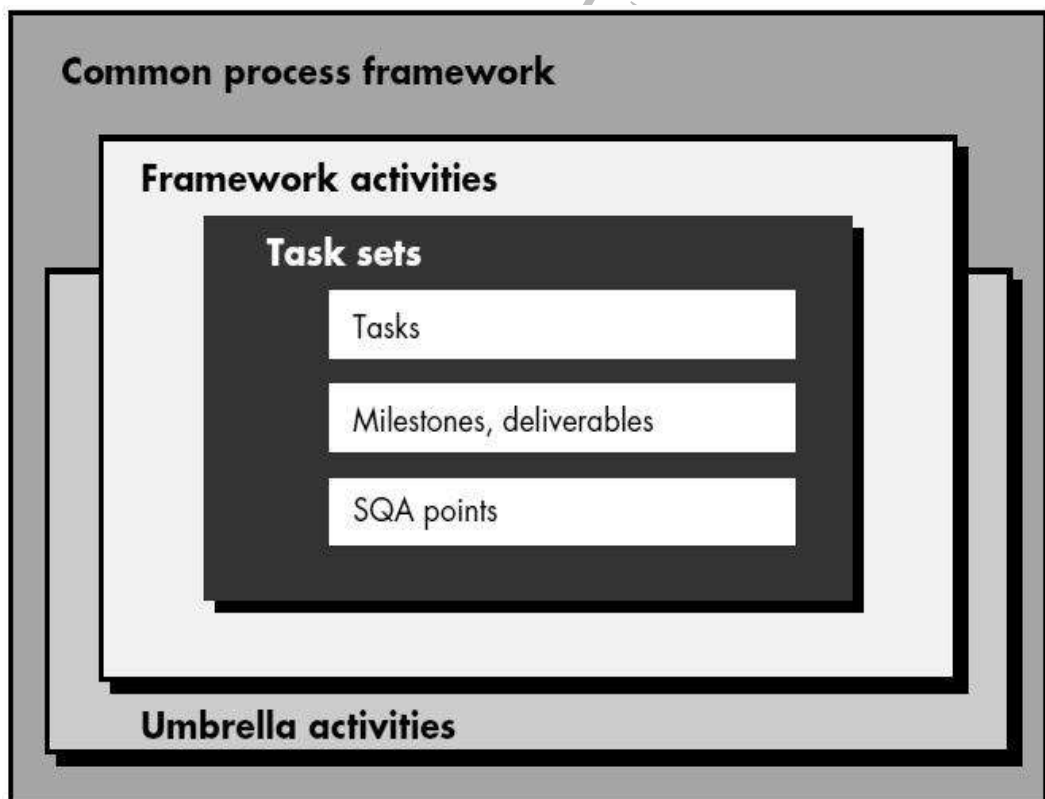 Common process framework
Framework activities
Task sets
Tasks
Milestones, deliverables
SQA points
Umbrella activities